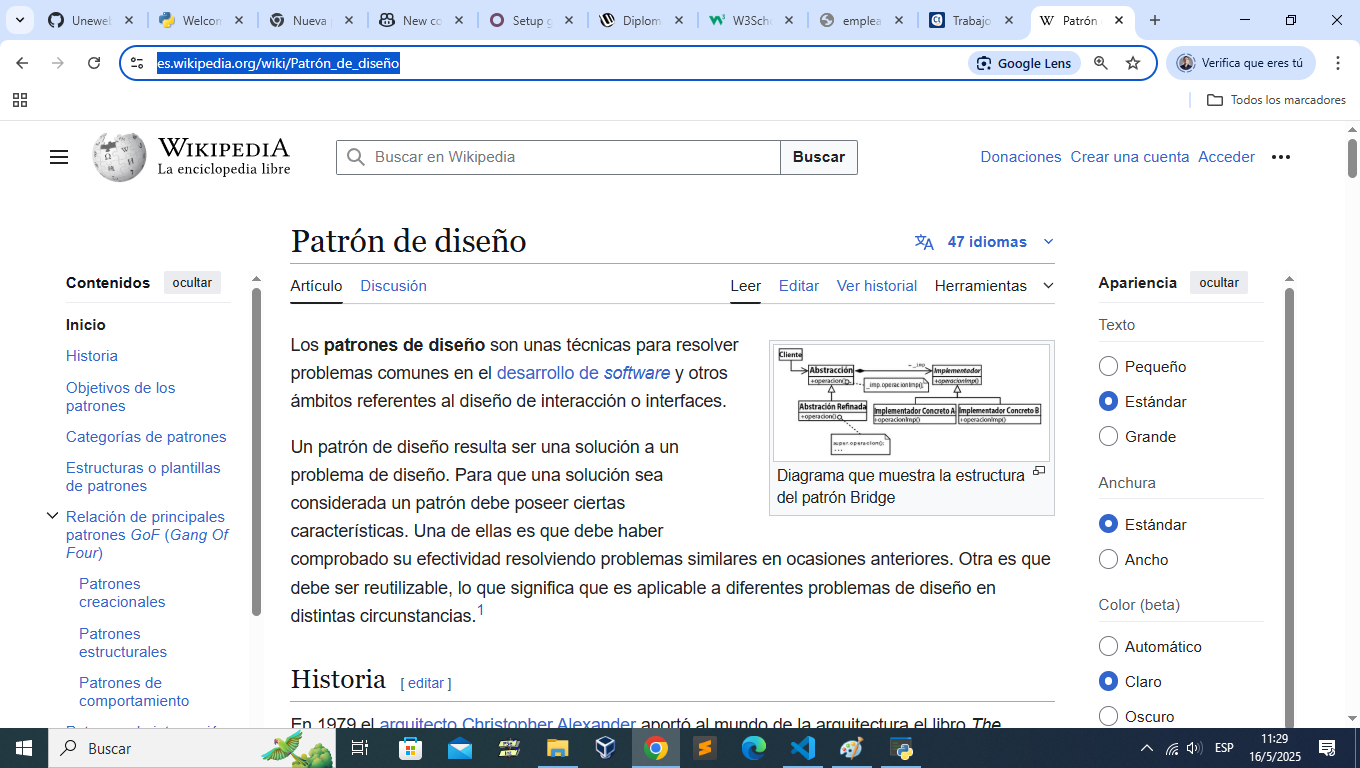 Unewel
Welcon
Nueva
New co
Setup g
Diplom
W3Sch
emplea
Trabajo
Patrón
es.wikipedia.org/wiki/Patrón_de_diseño
Google Lens
Verifica que eres tú
Todos los marcadores
WIKIPEDIA
La enciclopedia libre
Buscar en Wikipedia
Buscar
Donaciones Crear una cuenta Acceder
Patrón de diseño
47 idiomas
Contenidos ocultar
Inicio
Historia
Objetivos de los
patrones
Categorías de patrones
Estructuras o plantillas
de patrones
Relación de principales
patrones GoF (Gang Of
Four)
Patrones
creacionales
Patrones
estructurales
Patrones de
comportamiento
Artículo Discusión
Leer Editar Ver historial Herramientas
Los patrones de diseño son unas técnicas para resolver
problemas comunes en el desarrollo de software y otros
ámbitos referentes al diseño de interacción o interfaces.
Un patrón de diseño resulta ser una solución a un
problema de diseño. Para que una solución sea
considerada un patrón debe poseer ciertas
características. Una de ellas es que debe haber
comprobado su efectividad resolviendo problemas similares en ocasiones anteriores. Otra es que
debe ser reutilizable, lo que significa que es aplicable a diferentes problemas de diseño en
distintas circunstancias.1
Cliente
Abstracción
+operacion()
_imp
Implementador
+operacionImp()
_imp.operacionImp();
Abstración Refinada
+operacion()
Implementador Concreto A
+operacionImp()
Implementador Concreto B
+operacionImp()
super.operacion();
...
Diagrama que muestra la estructura
del patrón Bridge
Historia [ editar ]
En 1979 el arquitecto Christopher Alexander aportó al mundo de la arquitectura el libro The
Apariencia ocultar
Texto
Pequeño
Estándar
Grande
Anchura
Estándar
Ancho
Color (beta)
Automático
Claro
Oscuro
Buscar
ESP
11:29
16/5/2025